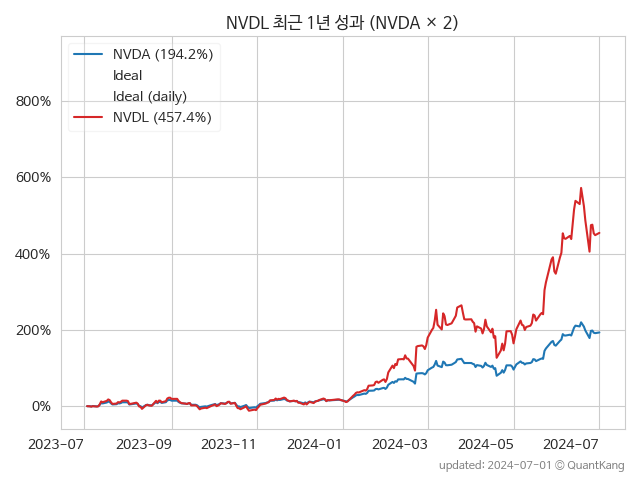 NVDL 최근 1년 성과 (NVDA × 2)
NVDA (194.2%)
Ideal
Ideal (daily)
NVDL (457.4%)
800%
600%
400%
200%
0%
2023-07
2023-09
2023-11
2024-01
2024-03
2024-05
2024-07
updated: 2024-07-01 © QuantKang